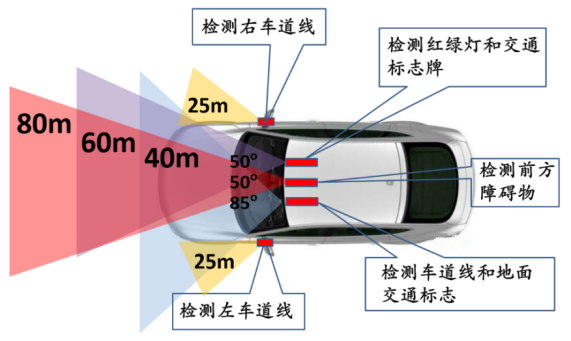 检测右车道线
检测红绿灯和交通
标志牌
25m
80m
60m
40m
50°
50°
85°
检测前方
障碍物
25m
检测车道线和地面
交通标志
检测左车道线